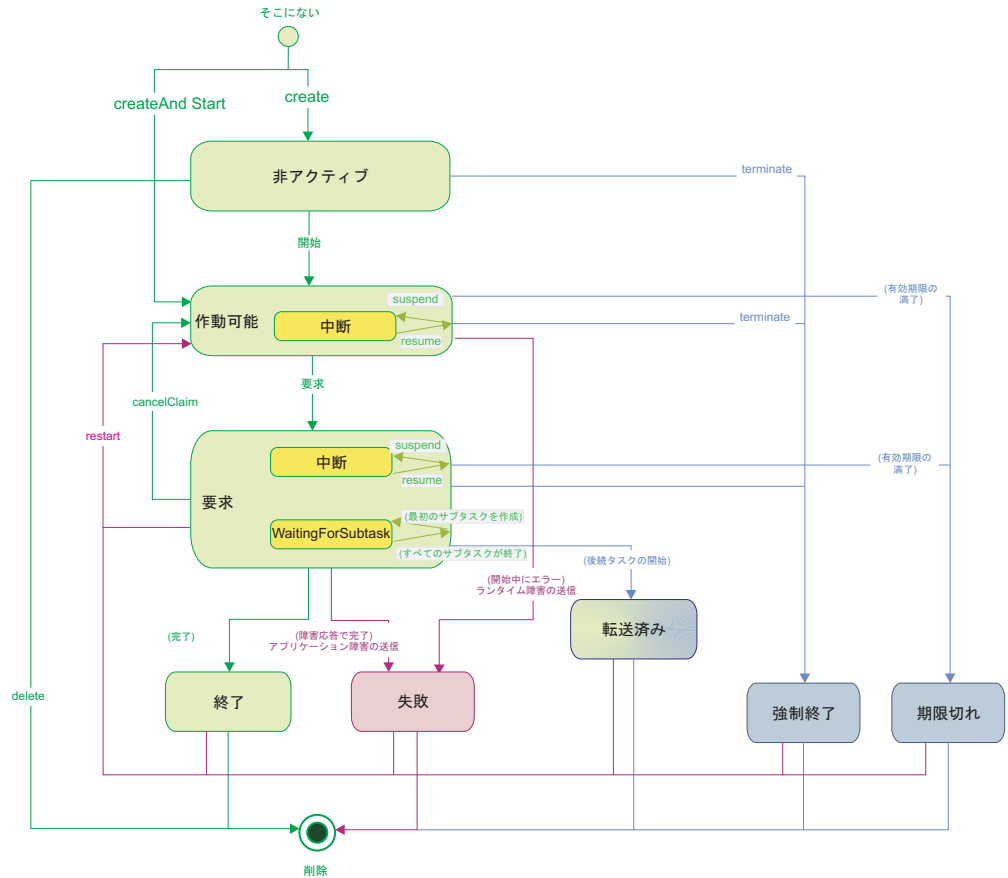 そこにない
createAnd Start
create
非アクティブ
terminate
開始
suspend
(有効期限の
満了)
作動可能
中断
terminate
resume
要求
cancelClaim
restart
suspend
中断
(有効期限の
満了)
resume
要求
(最初のサブタスクを作成)
WaitingForSubtask
(すべてのサブタスクが終了)
(後続タスクの開始)
(開始中にエラー)
ランタイム障害の送信
転送済み
(完了)
(障害応答で完了)
アプリケーション障害の送信
delete
終了
失敗
強制終了
期限切れ
削除